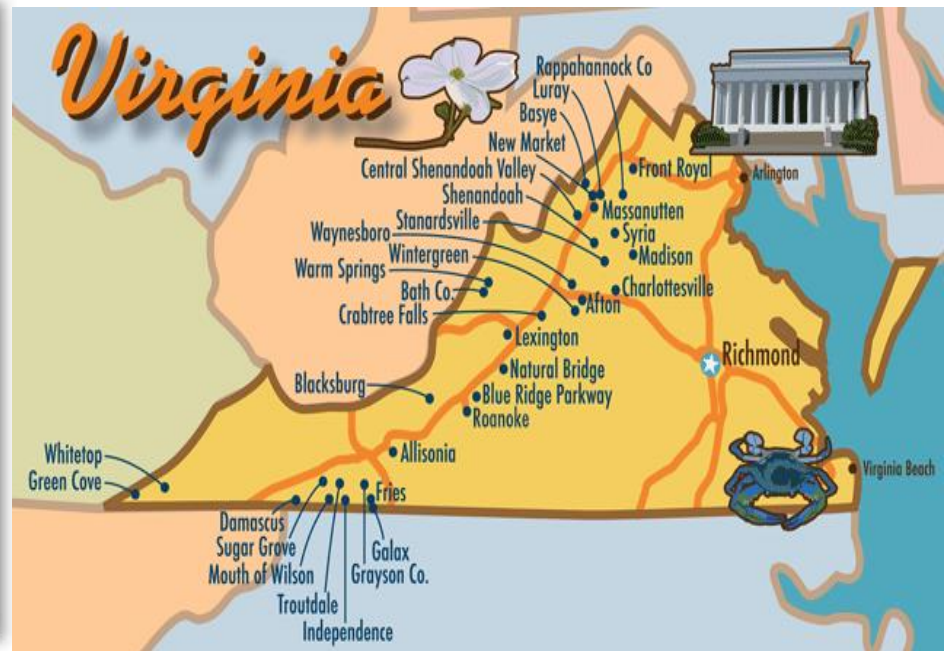 Virginia
Rappahannock Co
Luray
Basye
New Market
Central Shenandoah Valley
Front Royal
Arlington
Shenandoah
Massanutten
Stanardsville
Syria
Waynesboro
Madison
Wintergreen
Warm Springs
Charlottesville
Bath Co.
Afton
Crabtree Falls
Lexington
Richmond
Natural Bridge
Blacksburg
Blue Ridge Parkway
Roanoke
Allisonia
Whitetop
Virginia Beach
Green Cove
Fries
Damascus
Sugar Grove
Galax
Mouth of Wilson
Grayson Co.
Troutdale
Independence